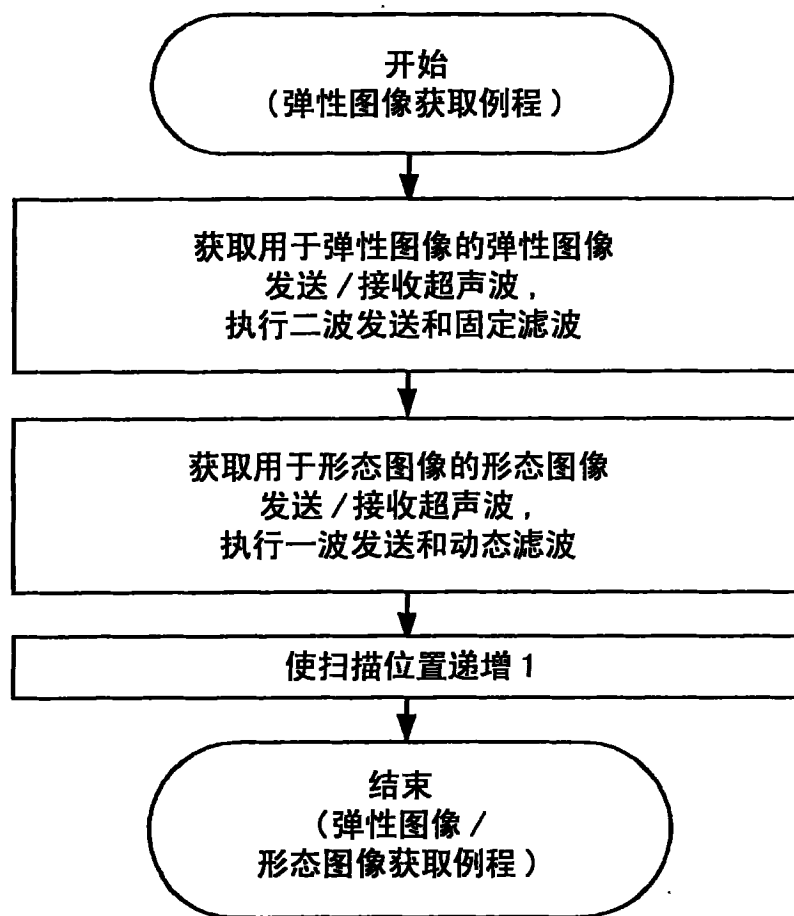 开始
（弹性图像获取例程）
获取用于弹性图像的弹性图像
发送/接收超声波，
执行二波发送和固定滤波
获取用于形态图像的形态图像
发送/接收超声波，
执行一波发送和动态滤波
使扫描位置递增1
结束
（弹性图像/
形态图像获取例程）